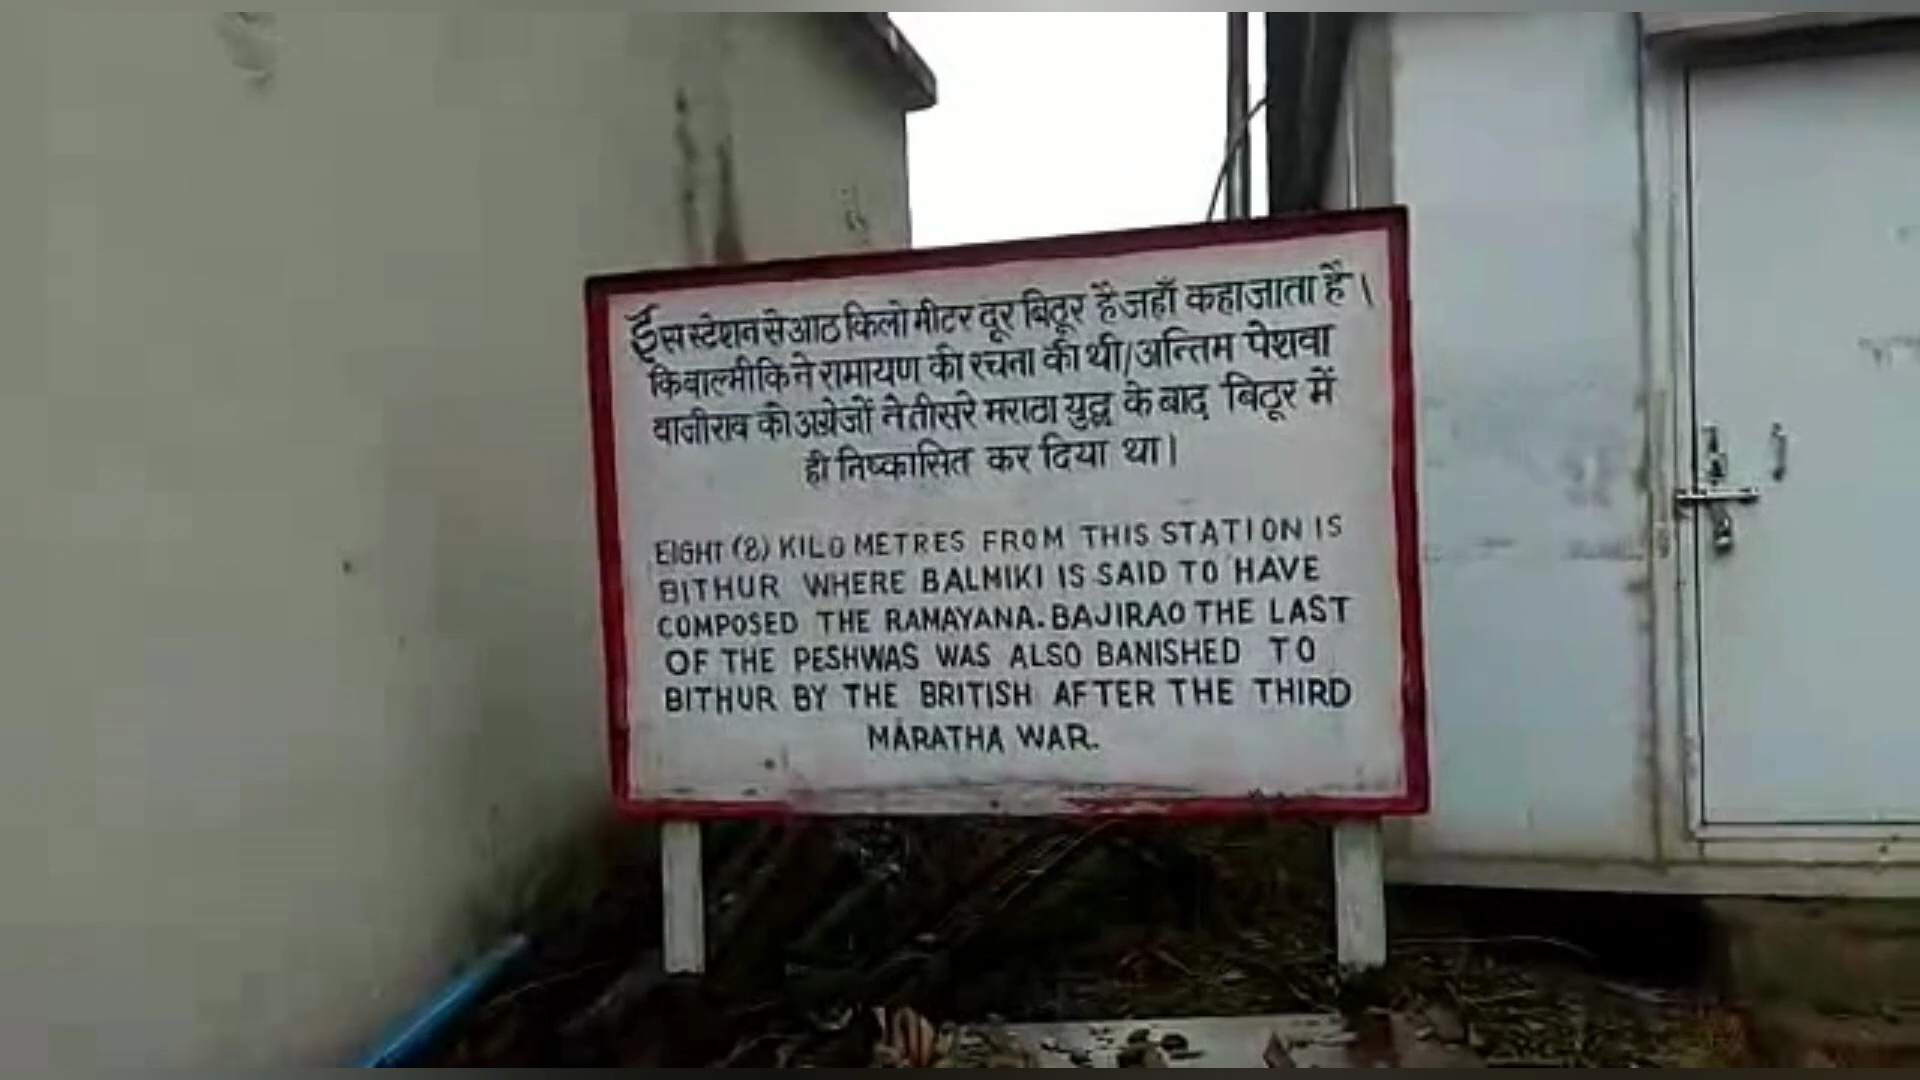 इस स्टेशन से आठ किलो मीटर दूर बिठूर है जहाँ कहा जाता है।
कि बाल्मीकि ने रामायण की रचना की थी/अन्तिम पेशवा
बाजीराव को अग्रेजों ने तीसरे मराठा युद्ध के बाद बिठूर में
ही निष्कासित कर दिया था।
EIGHT (8) KILO METRES FROM THIS STATION IS
BITHUR WHERE BALMIKI IS SAID TO HAVE
COMPOSED THE RAMAYANA. BAJIRAO THE LAST
OF THE PESHWAS WAS ALSO BANISHED TO
BITHUR BY THE BRITISH AFTER THE THIRD
MARATHA WAR.